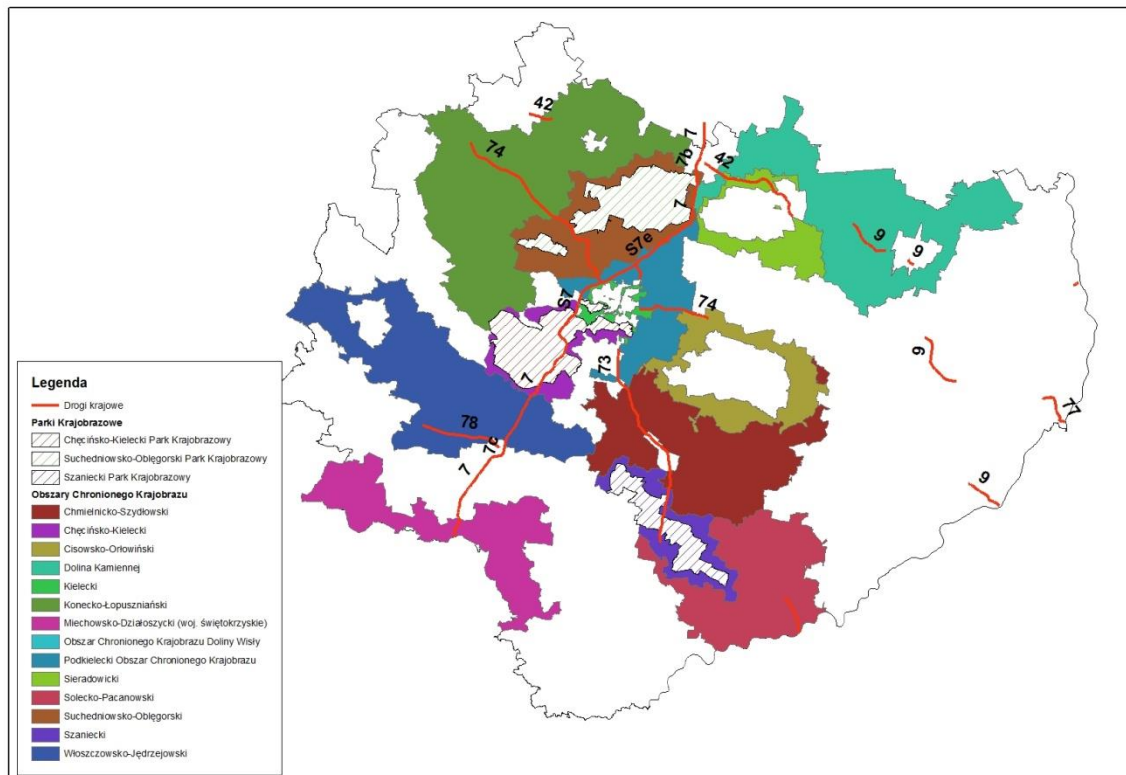 42
7
74
7b
42
7
S7e
9
9
S7
74
9
73
7
77
78
7c
7
9
Legenda
Drogi krajowe
Parki Krajobrazowe
Chęcińsko-Kielecki Park Krajobrazowy
Suchedniowsko-Oblęgorski Park Krajobrazowy
Szaniecki Park Krajobrazowy
Obszary Chronionego Krajobrazu
Chmielnicko-Szydłowski
Chęcińsko-Kielecki
Cisowsko-Orłowiński
Dolina Kamiennej
Kielecki
Konecko-Łopuszniański
Miechowsko-Działoszycki (woj. świętokrzyskie)
Obszar Chronionego Krajobrazu Doliny Wisły
Podkielecki Obszar Chronionego Krajobrazu
Sieradowicki
Solecko-Pacanowski
Suchedniowsko-Oblęgorski
Szaniecki
Włoszczowsko-Jędrzejowski